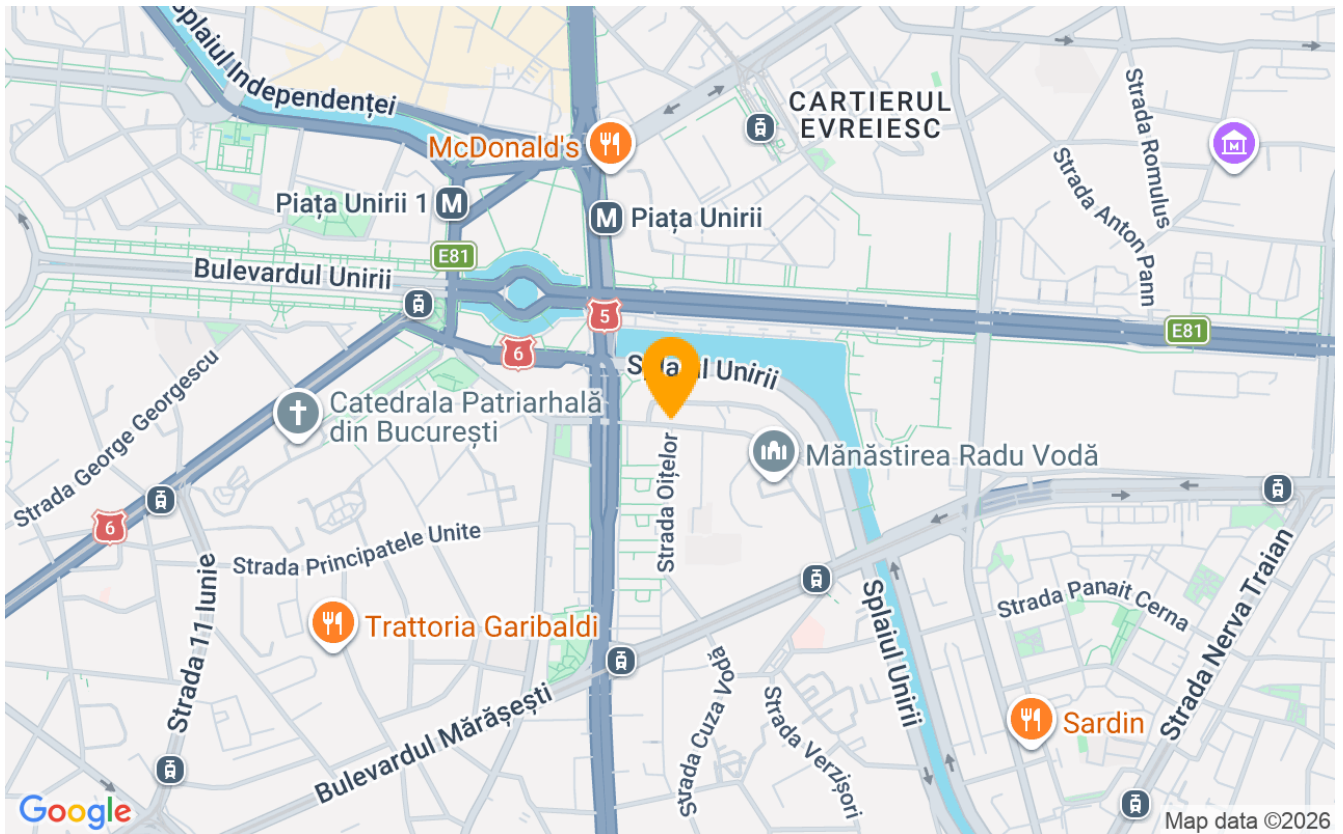 Splaiul Independenței
CARTIERUL
EVREIESC
Strada Romulus
Strada Anton Pann
McDonald's
Piața Unirii 1
M
M
Piața Unirii
E81
Bulevardul Unirii
5
6
E81
Splaiul Unirii
Strada George Georgescu
Catedrala Patriarhală
din București
Mănăstirea Radu Vodă
Strada Oițelor
6
Strada Principatele Unite
Strada 11 Iunie
Trattoria Garibaldi
Splaiul Unirii
Strada Panait Cerna
Strada Nerva Traian
Bulevardul Mărășești
Strada Cuza Vodă
Strada Verzișori
Sardin
Google
Map data ©2026